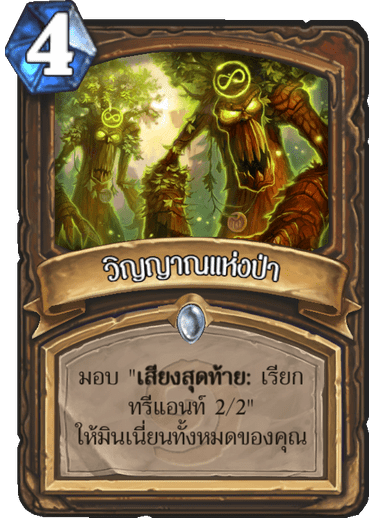 4
วิญญาณแห่งป่า
มอบ "เสียงสุดท้าย: เรียก
ทรีแอนท์ 2/2"
ให้มินเนี่ยนทั้งหมดของคุณ